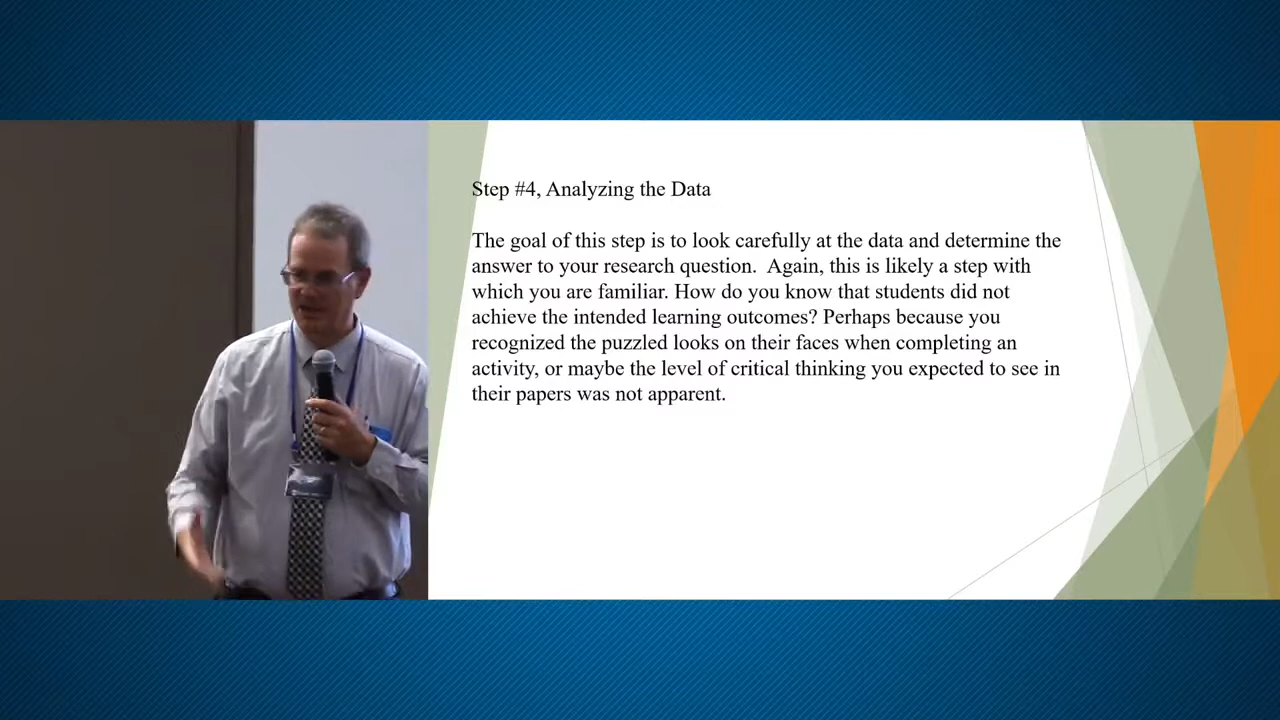 Step #4, Analyzing the Data
The goal of this step is to look carefully at the data and determine the
answer to your research question.  Again, this is likely a step with
which you are familiar. How do you know that students did not
achieve the intended learning outcomes? Perhaps because you
recognized the puzzled looks on their faces when completing an
activity, or maybe the level of critical thinking you expected to see in
their papers was not apparent.